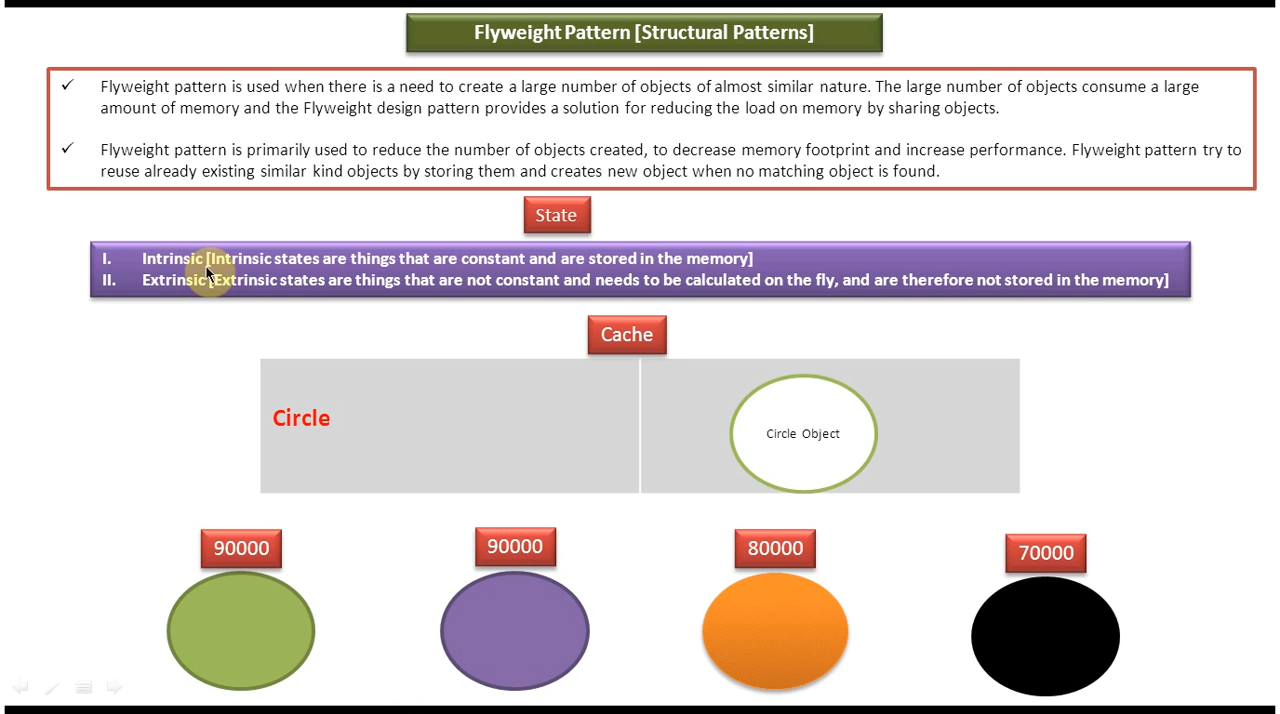 Flyweight Pattern [Structural Patterns]
✓ Flyweight pattern is used when there is a need to create a large number of objects of almost similar nature. The large number of objects consume a large
amount of memory and the Flyweight design pattern provides a solution for reducing the load on memory by sharing objects.
✓ Flyweight pattern is primarily used to reduce the number of objects created, to decrease memory footprint and increase performance. Flyweight pattern try to
reuse already existing similar kind objects by storing them and creates new object when no matching object is found.
State
I. Intrinsic [Intrinsic states are things that are constant and are stored in the memory]
II. Extrinsic [Extrinsic states are things that are not constant and needs to be calculated on the fly, and are therefore not stored in the memory]
Cache
Circle
Circle Object
90000
90000
80000
70000